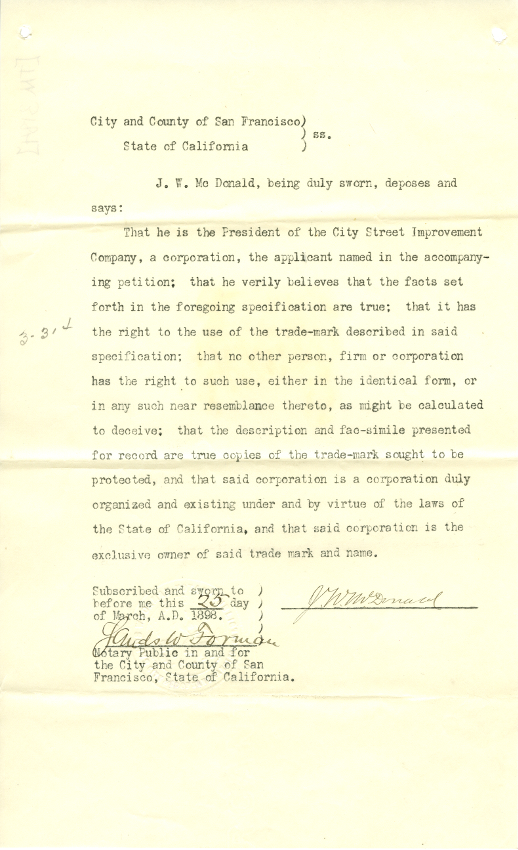 City and County of San Francisco)
) ss.
State of California )
J. W. Mc Donald, being duly sworn, deposes and
says:
That he is the President of the City Street Improvement
Company, a corporation, the applicant named in the accompany-
ing petition; that he verily believes that the facts set
forth in the foregoing specification are true; that it has
the right to the use of the trade-mark described in said
specification; that no other person, firm or corporation
has the right to such use, either in the identical form, or
in any such near resemblance thereto, as might be calculated
to deceive; that the description and fac-simile presented
for record are true copies of the trade-mark sought to be
protected, and that said corporation is a corporation duly
organized and existing under and by virtue of the laws of
the State of California, and that said corporation is the
exclusive owner of said trade mark and name.
Subscribed and sworn to )
before me this 25 day ) J W McDonald
of March, A.D. 1898. )
)
W. Forman
Notary Public in and for
the City and County of San
Francisco, State of California.